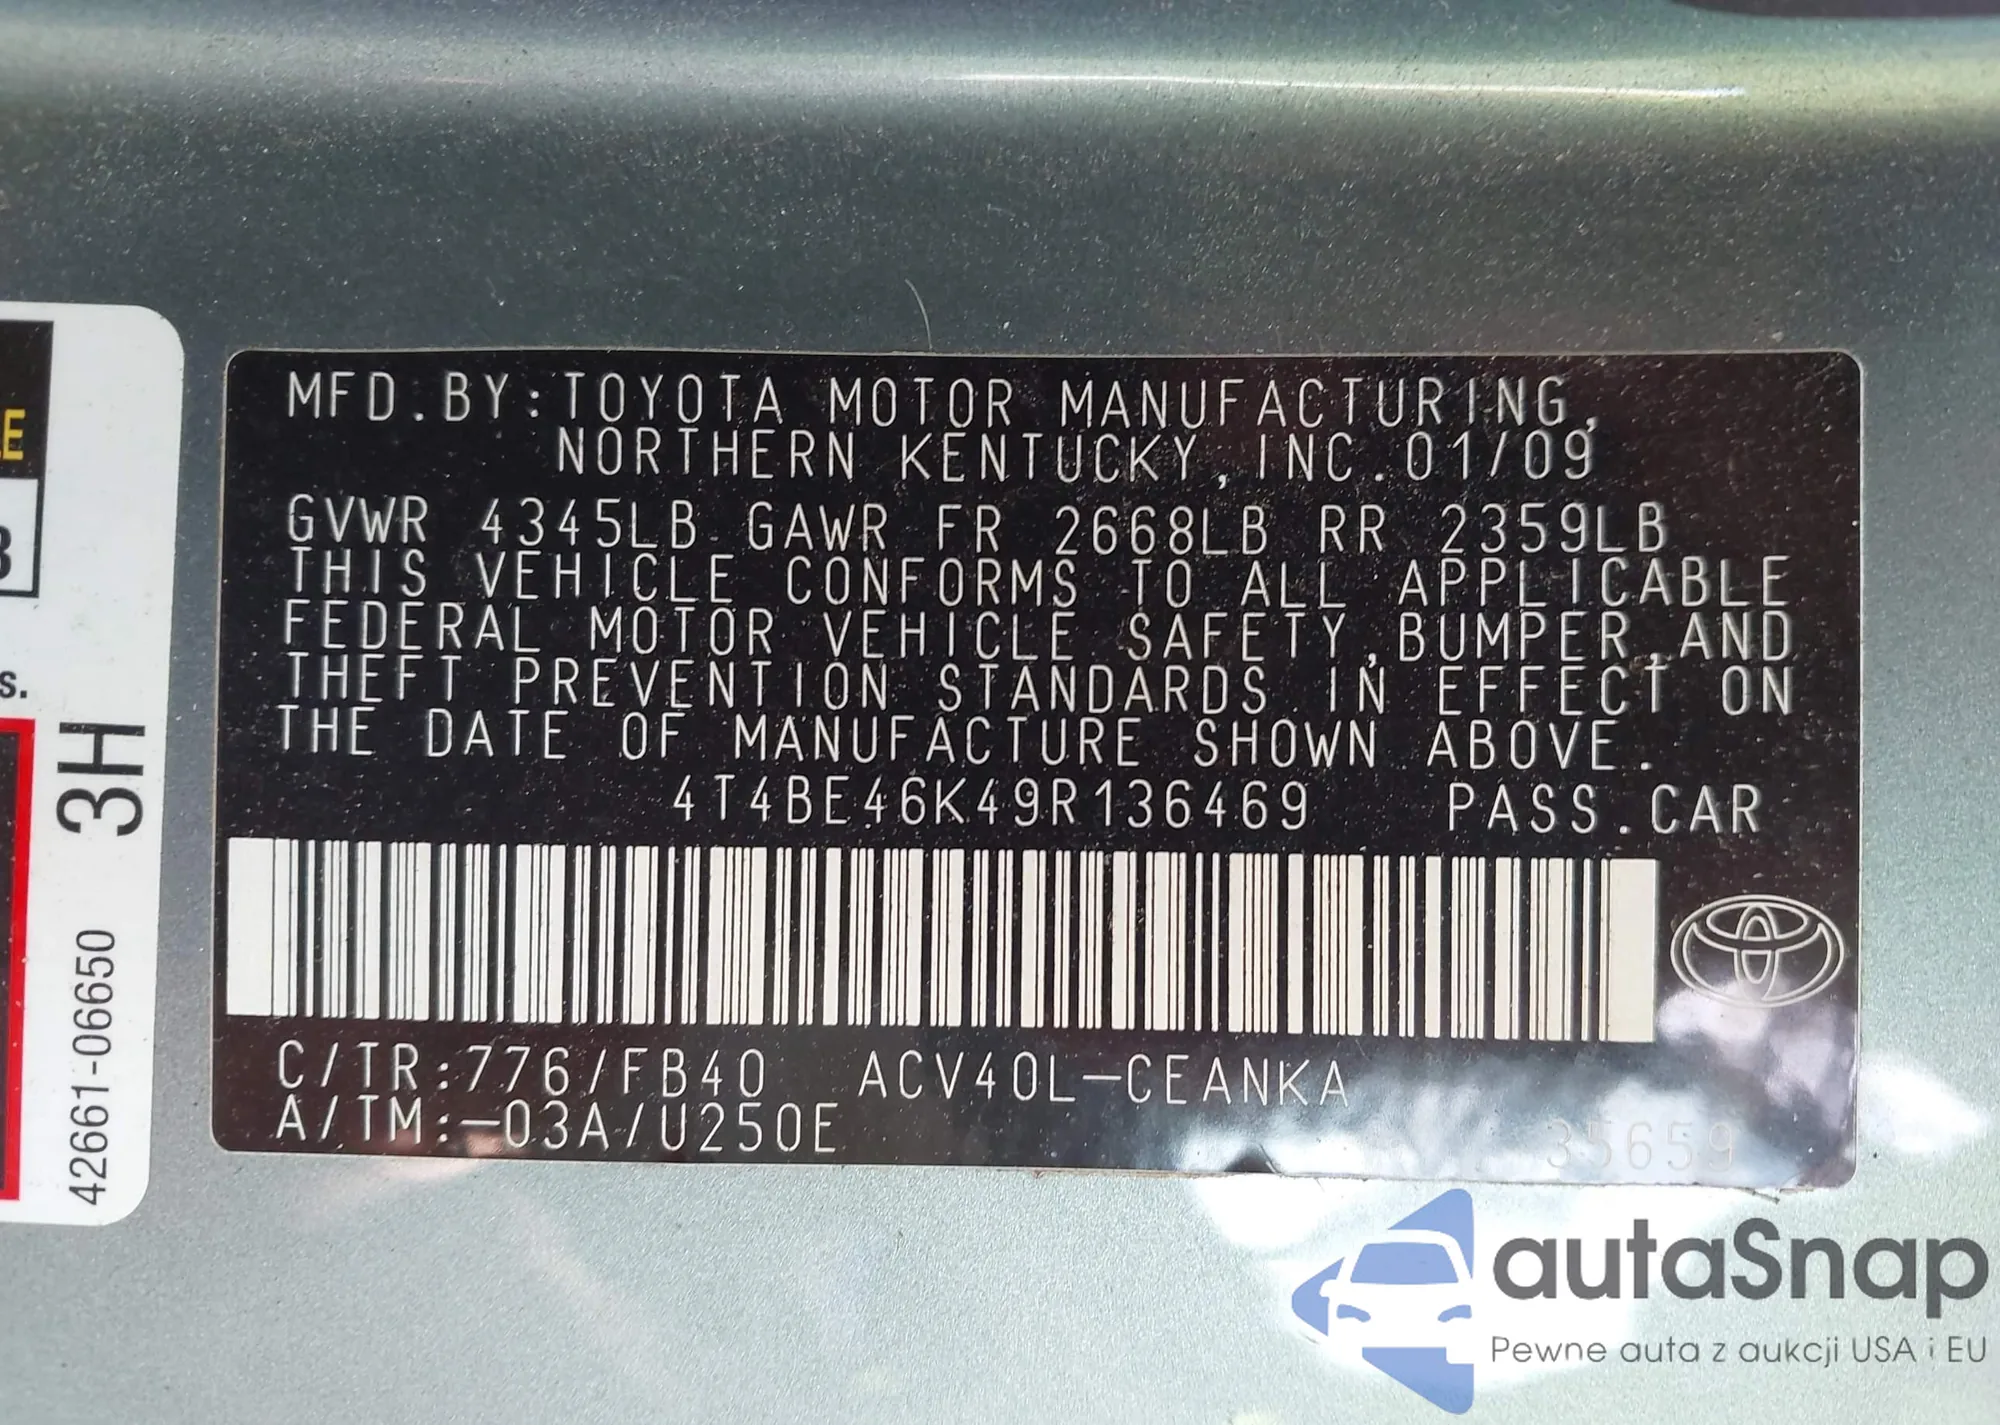 MFD.BY:TOYOTA MOTOR MANUFACTURING,
NORTHERN KENTUCKY,INC.01/09
GVWR 4345LB GAWR FR 2668LB RR 2359LB
THIS VEHICLE CONFORMS TO ALL APPLICABLE
FEDERAL MOTOR VEHICLE SAFETY,BUMPER,AND
THEFT PREVENTION STANDARDS IN EFFECT ON
THE DATE OF MANUFACTURE SHOWN ABOVE.
4T4BE46K49R136469 PASS.CAR
C/TR:776/FB40 ACV40L-CEANKA
A/TM:-03A/U250E
35659
3H
42661-06650
autaSnap
Pewne auta z aukcji USA i EU